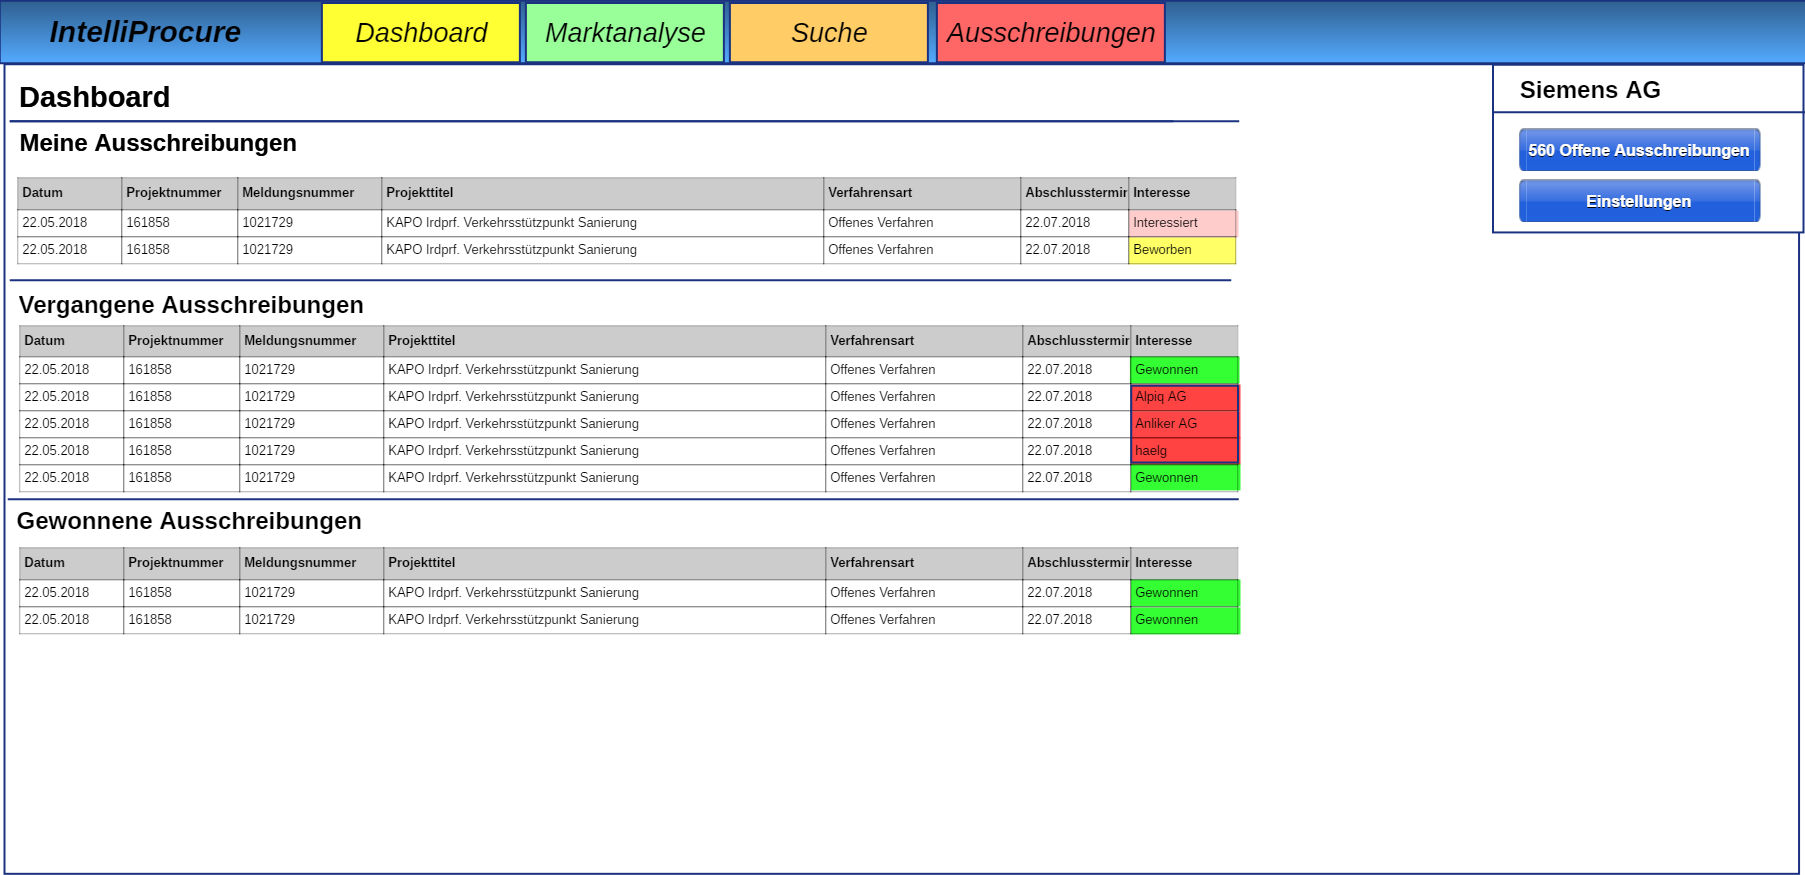 IntelliProcure Dashboard Marktanalyse Suche Ausschreibungen
Siemens AG
560 Offene Ausschreibungen
Einstellungen
Dashboard
Meine Ausschreibungen
Datum Projektnummer Meldungsnummer Projekttitel Verfahrensart Abschlusstermin Interesse
22.05.2018 161858 1021729 KAPO Irdprf. Verkehrsstützpunkt Sanierung Offenes Verfahren 22.07.2018 Interessiert
22.05.2018 161858 1021729 KAPO Irdprf. Verkehrsstützpunkt Sanierung Offenes Verfahren 22.07.2018 Beworben
Vergangene Ausschreibungen
Datum Projektnummer Meldungsnummer Projekttitel Verfahrensart Abschlusstermin Interesse
22.05.2018 161858 1021729 KAPO Irdprf. Verkehrsstützpunkt Sanierung Offenes Verfahren 22.07.2018 Gewonnen
22.05.2018 161858 1021729 KAPO Irdprf. Verkehrsstützpunkt Sanierung Offenes Verfahren 22.07.2018 Alpiq AG
22.05.2018 161858 1021729 KAPO Irdprf. Verkehrsstützpunkt Sanierung Offenes Verfahren 22.07.2018 Anliker AG
22.05.2018 161858 1021729 KAPO Irdprf. Verkehrsstützpunkt Sanierung Offenes Verfahren 22.07.2018 haelg
22.05.2018 161858 1021729 KAPO Irdprf. Verkehrsstützpunkt Sanierung Offenes Verfahren 22.07.2018 Gewonnen
Gewonnene Ausschreibungen
Datum Projektnummer Meldungsnummer Projekttitel Verfahrensart Abschlusstermin Interesse
22.05.2018 161858 1021729 KAPO Irdprf. Verkehrsstützpunkt Sanierung Offenes Verfahren 22.07.2018 Gewonnen
22.05.2018 161858 1021729 KAPO Irdprf. Verkehrsstützpunkt Sanierung Offenes Verfahren 22.07.2018 Gewonnen